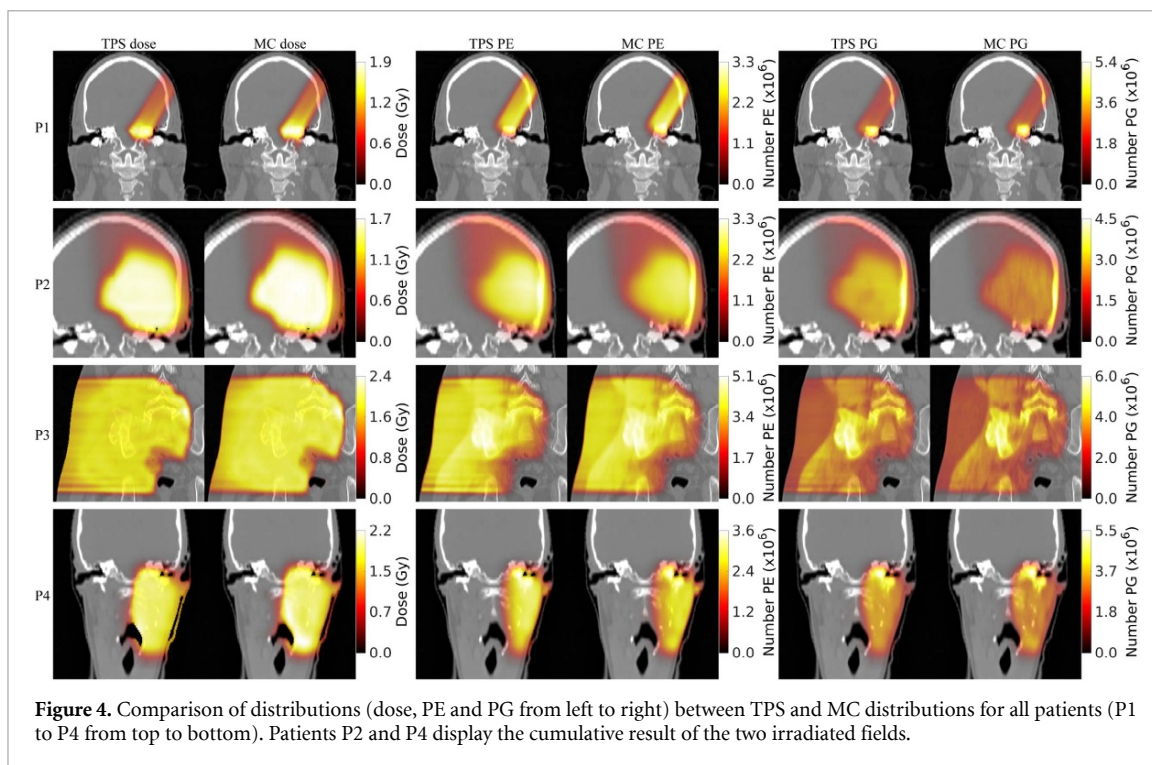 TPS dose MC dose TPS PE MC PE TPS PG MC PG
P1
1.9
1.2
0.6
0.0
Dose (Gy)
3.3
2.2
1.1
0.0
Number PE (x10⁶)
5.4
3.6
1.8
0.0
Number PG (x10⁶)
P2
1.7
1.1
0.6
0.0
Dose (Gy)
3.3
2.2
1.1
0.0
Number PE (x10⁶)
4.5
3.0
1.5
0.0
Number PG (x10⁶)
P3
2.4
1.6
0.8
0.0
Dose (Gy)
5.1
3.4
1.7
0.0
Number PE (x10⁶)
6.0
4.0
2.0
0.0
Number PG (x10⁶)
P4
2.2
1.5
0.7
0.0
Dose (Gy)
3.6
2.4
1.2
0.0
Number PE (x10⁶)
5.5
3.7
1.8
0.0
Number PG (x10⁶)
Figure 4. Comparison of distributions (dose, PE and PG from left to right) between TPS and MC distributions for all patients (P1
to P4 from top to bottom). Patients P2 and P4 display the cumulative result of the two irradiated fields.